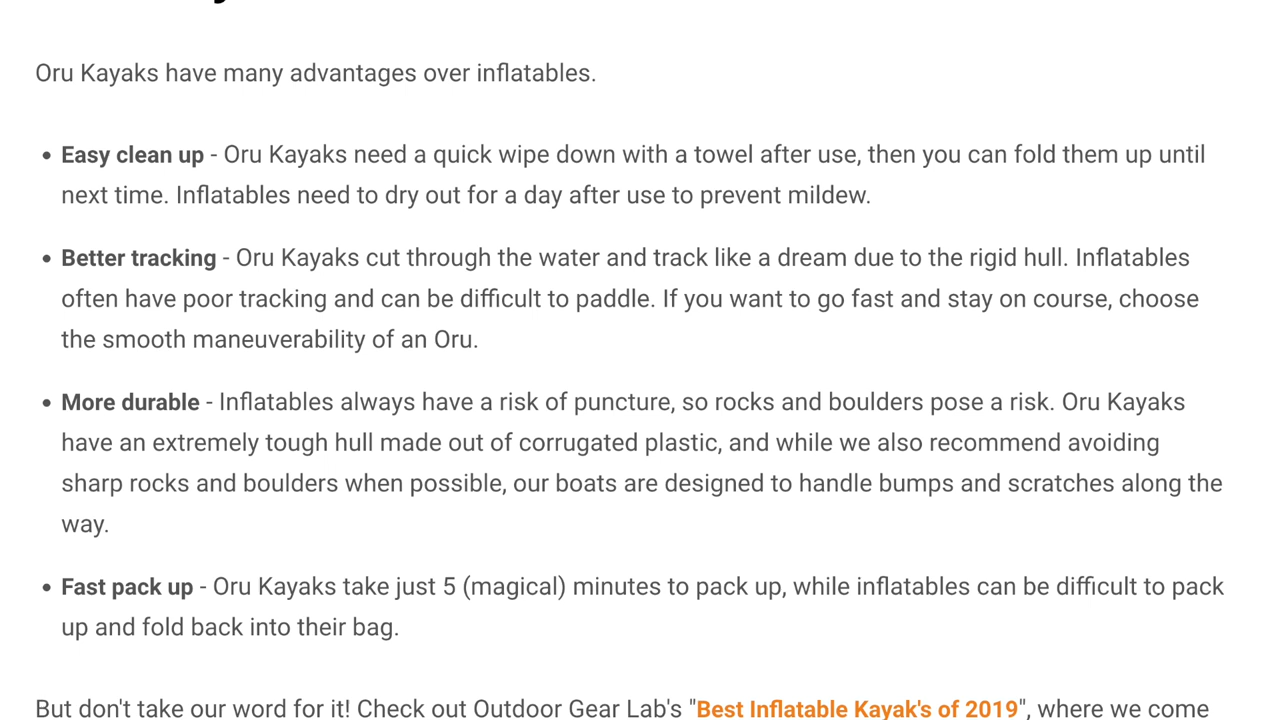 Oru Kayaks have many advantages over inflatables.
• Easy clean up - Oru Kayaks need a quick wipe down with a towel after use, then you can fold them up until
next time. Inflatables need to dry out for a day after use to prevent mildew.
• Better tracking - Oru Kayaks cut through the water and track like a dream due to the rigid hull. Inflatables
often have poor tracking and can be difficult to paddle. If you want to go fast and stay on course, choose
the smooth maneuverability of an Oru.
• More durable - Inflatables always have a risk of puncture, so rocks and boulders pose a risk. Oru Kayaks
have an extremely tough hull made out of corrugated plastic, and while we also recommend avoiding
sharp rocks and boulders when possible, our boats are designed to handle bumps and scratches along the
way.
• Fast pack up - Oru Kayaks take just 5 (magical) minutes to pack up, while inflatables can be difficult to pack
up and fold back into their bag.
But don't take our word for it! Check out Outdoor Gear Lab's "Best Inflatable Kayak's of 2019", where we come